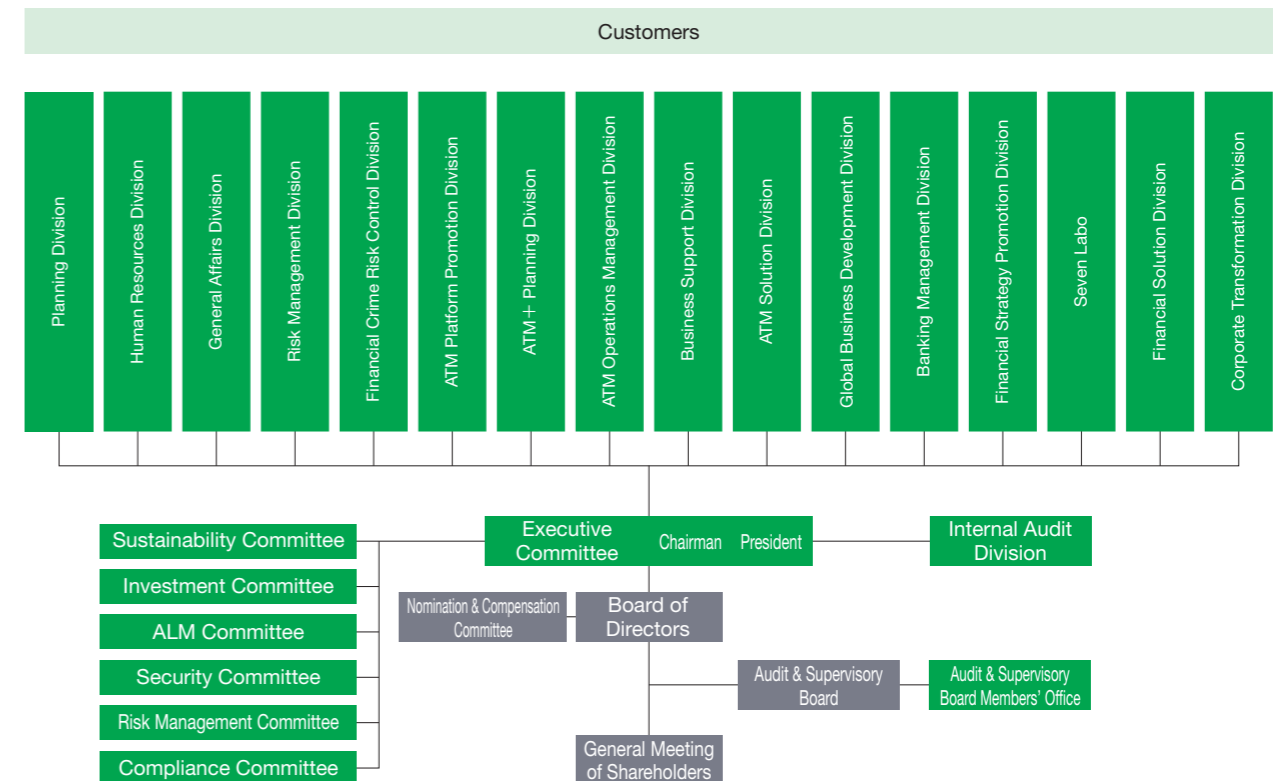 Customers
Planning Division
Human Resources Division
General Affairs Division
Risk Management Division
Financial Crime Risk Control Division
ATM Platform Promotion Division
ATM+ Planning Division
ATM Operations Management Division
Business Support Division
ATM Solution Division
Global Business Development Division
Banking Management Division
Financial Strategy Promotion Division
Seven Labo
Financial Solution Division
Corporate Transformation Division
Sustainability Committee
Investment Committee
ALM Committee
Security Committee
Risk Management Committee
Compliance Committee
Executive
Committee
Chairman
President
Internal Audit
Division
Nomination & Compensation
Committee
Board of
Directors
Audit & Supervisory
Board
Audit & Supervisory
Board Members’ Office
General Meeting
of Shareholders